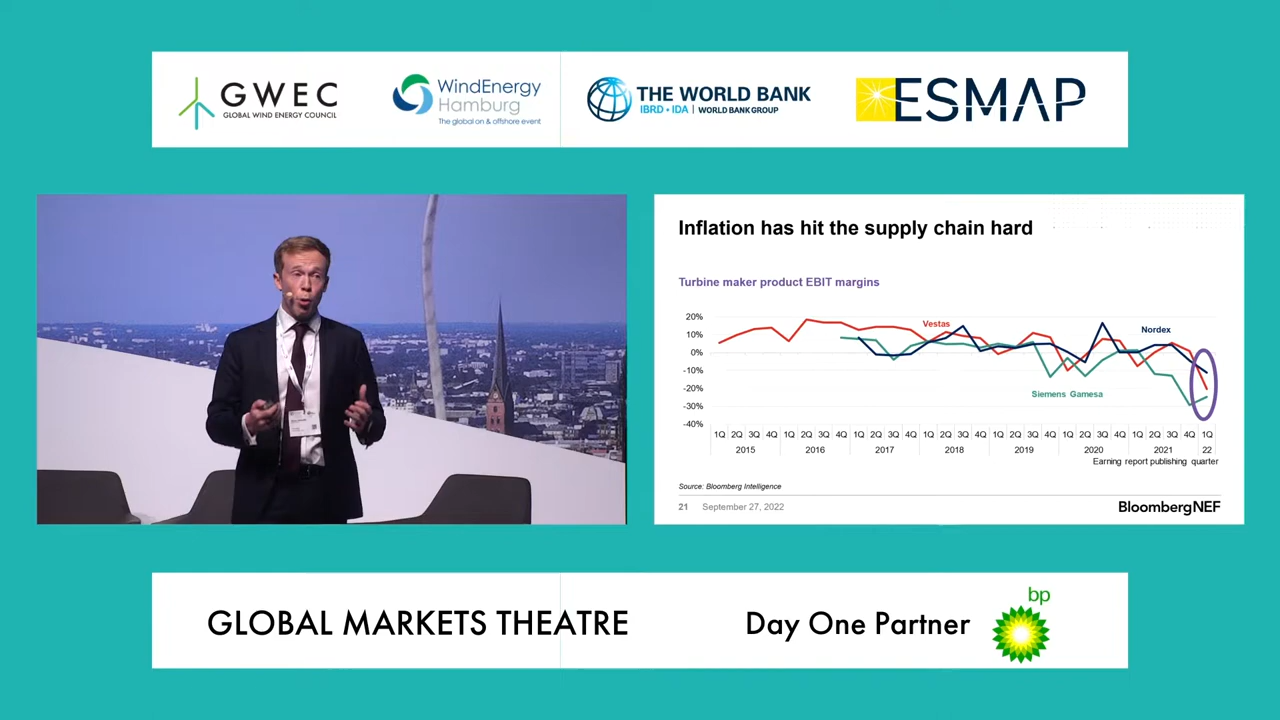 GWEC
GLOBAL WIND ENERGY COUNCIL
WindEnergy
Hamburg
The global on & offshore event
THE WORLD BANK
IBRD • IDA | WORLD BANK GROUP
ESMAP
Inflation has hit the supply chain hard
Turbine maker product EBIT margins
20%
10%
0%
-10%
-20%
-30%
-40%
Vestas
Nordex
Siemens Gamesa
1Q 2Q 3Q 4Q 1Q 2Q 3Q 4Q 1Q 2Q 3Q 4Q 1Q 2Q 3Q 4Q 1Q 2Q 3Q 4Q 1Q 2Q 3Q 4Q 1Q 2Q 3Q 4Q 1Q
2015 2016 2017 2018 2019 2020 2021 22
Earning report publishing quarter
Source: Bloomberg Intelligence
21 September 27, 2022
BloombergNEF
GLOBAL MARKETS THEATRE
Day One Partner
bp